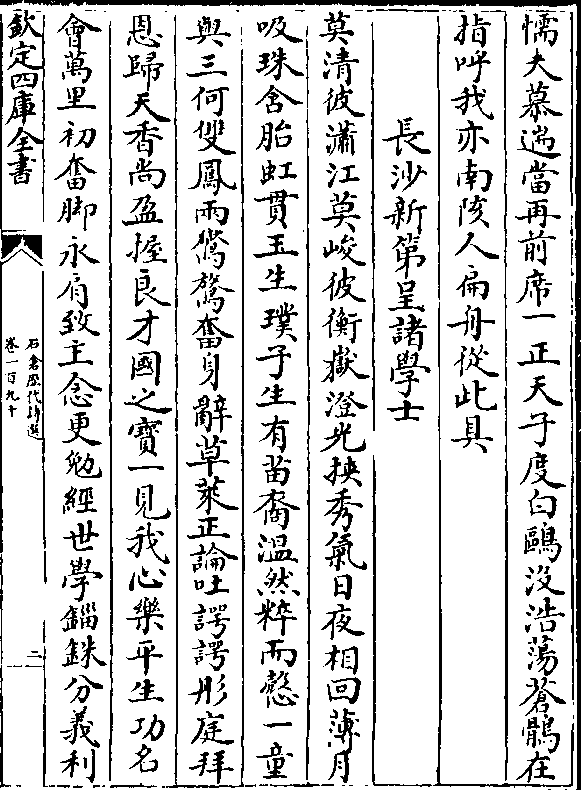 懦夫慕遄當再前席一正天子度白鷗沒浩蕩蒼鶻在
指呼我亦南陔人扁舟從此具
長沙新第呈諸學士
莫清彼瀟江莫峻彼衡嶽澄光挾秀氣日夜相回薄月
吸珠含胎虹貫玉生璞子生有苗裔溫然粹而慤一童
與三何雙鳳兩鸑鷟奮身辭草萊正論吐諤諤彤庭拜
恩歸天香尚盈握良才國之寶一見我心樂平生功名
會萬里初奮脚永肩致主念更勉經世學錙銖分義利
欽定四庫全書
石倉歷代詩選
卷一百九十
二